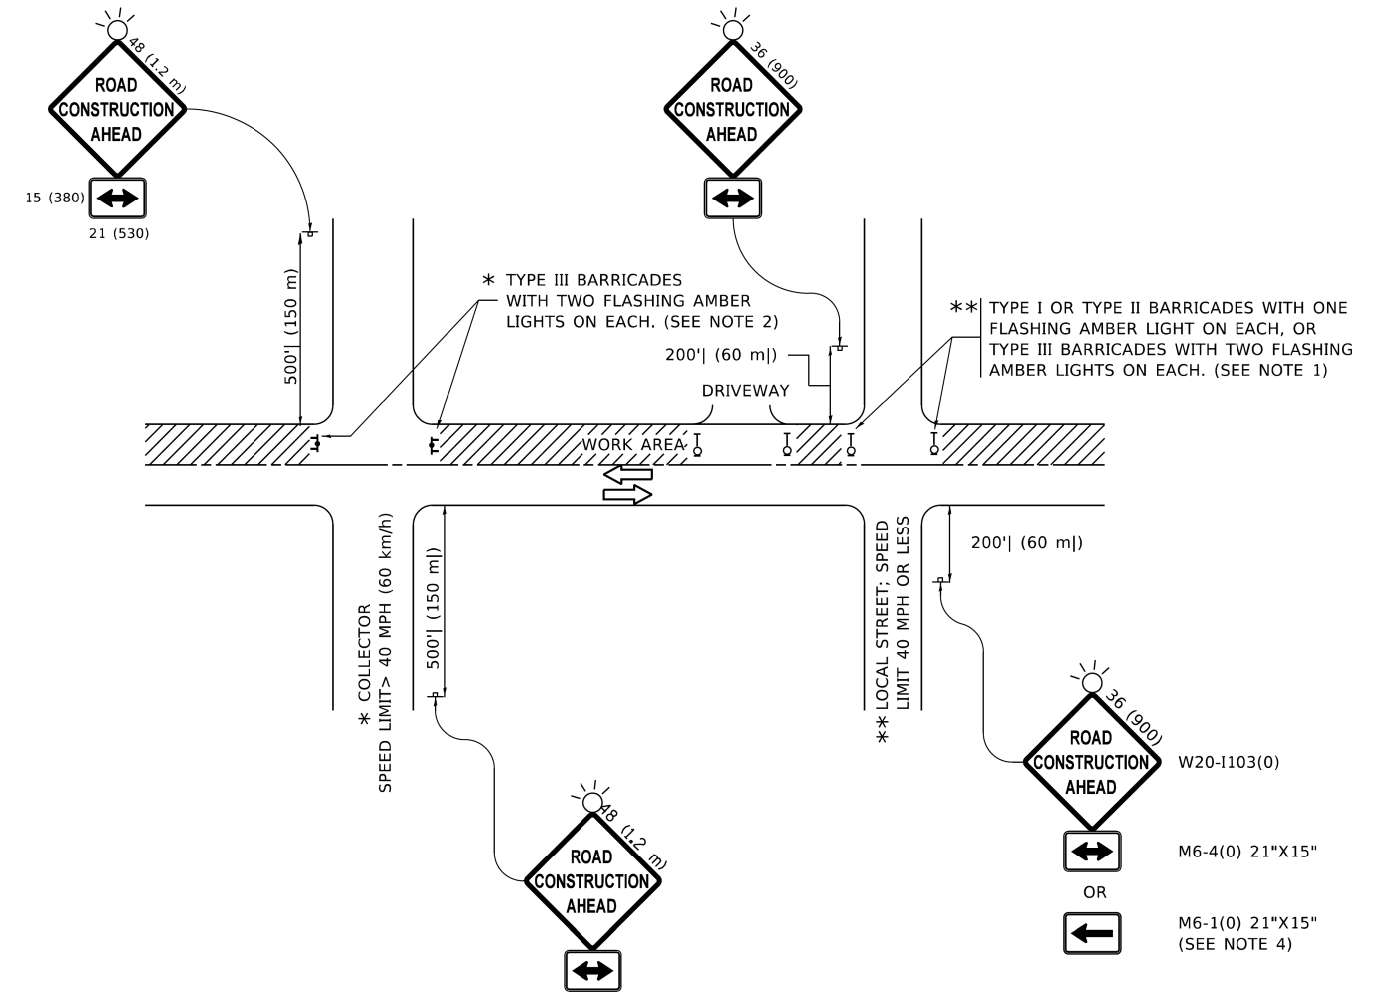 48 (1.2 m)
ROAD
CONSTRUCTION
AHEAD
15 (380)
21 (530)
36 (900)
ROAD
CONSTRUCTION
AHEAD
500'| (150 m)
* TYPE III BARRICADES
WITH TWO FLASHING AMBER
LIGHTS ON EACH. (SEE NOTE 2)
200'| (60 m|)
DRIVEWAY
** TYPE I OR TYPE II BARRICADES WITH ONE
FLASHING AMBER LIGHT ON EACH, OR
TYPE III BARRICADES WITH TWO FLASHING
AMBER LIGHTS ON EACH. (SEE NOTE 1)
WORK AREA
* COLLECTOR
SPEED LIMIT> 40 MPH (60 km/h)
500'| (150 m|)
** LOCAL STREET; SPEED
LIMIT 40 MPH OR LESS
200'| (60 m|)
48 (1.2 m)
ROAD
CONSTRUCTION
AHEAD
36 (900)
ROAD
CONSTRUCTION
AHEAD
W20-I103(0)
M6-4(0) 21"X15"
OR
M6-1(0) 21"X15"
(SEE NOTE 4)